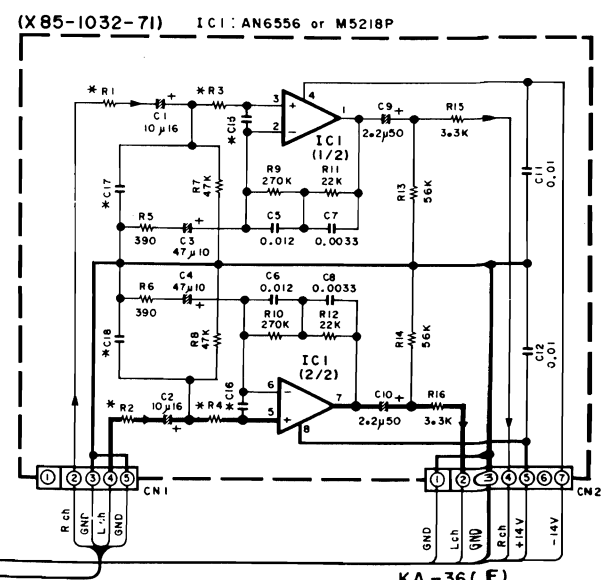 (X85-1032-71) IC1:AN6556 or M5218P
*R1
C1
10μ16
+
*R3
*C15
3
2
+
−
4
1
IC1
(1/2)
C9
+
2.2μ50
R15
3.3K
*C17
R7
47K
R9
270K
R11
22K
R13
56K
C11
0.01
R5
390
C3
47μ10
+
C5
0.012
C7
0.0033
R6
390
C4
47μ10
+
C6
0.012
C8
0.0033
R10
270K
R12
22K
*C18
R8
47K
R14
56K
C12
0.01
IC1
(2/2)
*
R2
C2
10μ16
+
*R4
*C16
6
5
−
+
7
8
C10
+
2.2μ50
R16
3.3K
1 2 3 4 5
CN1
1 2 3 4 5 6 7
CN2
Rch
GND
Lch
GND
GND
Lch
GND
Rch
+14V
-14V
KA-36(E)